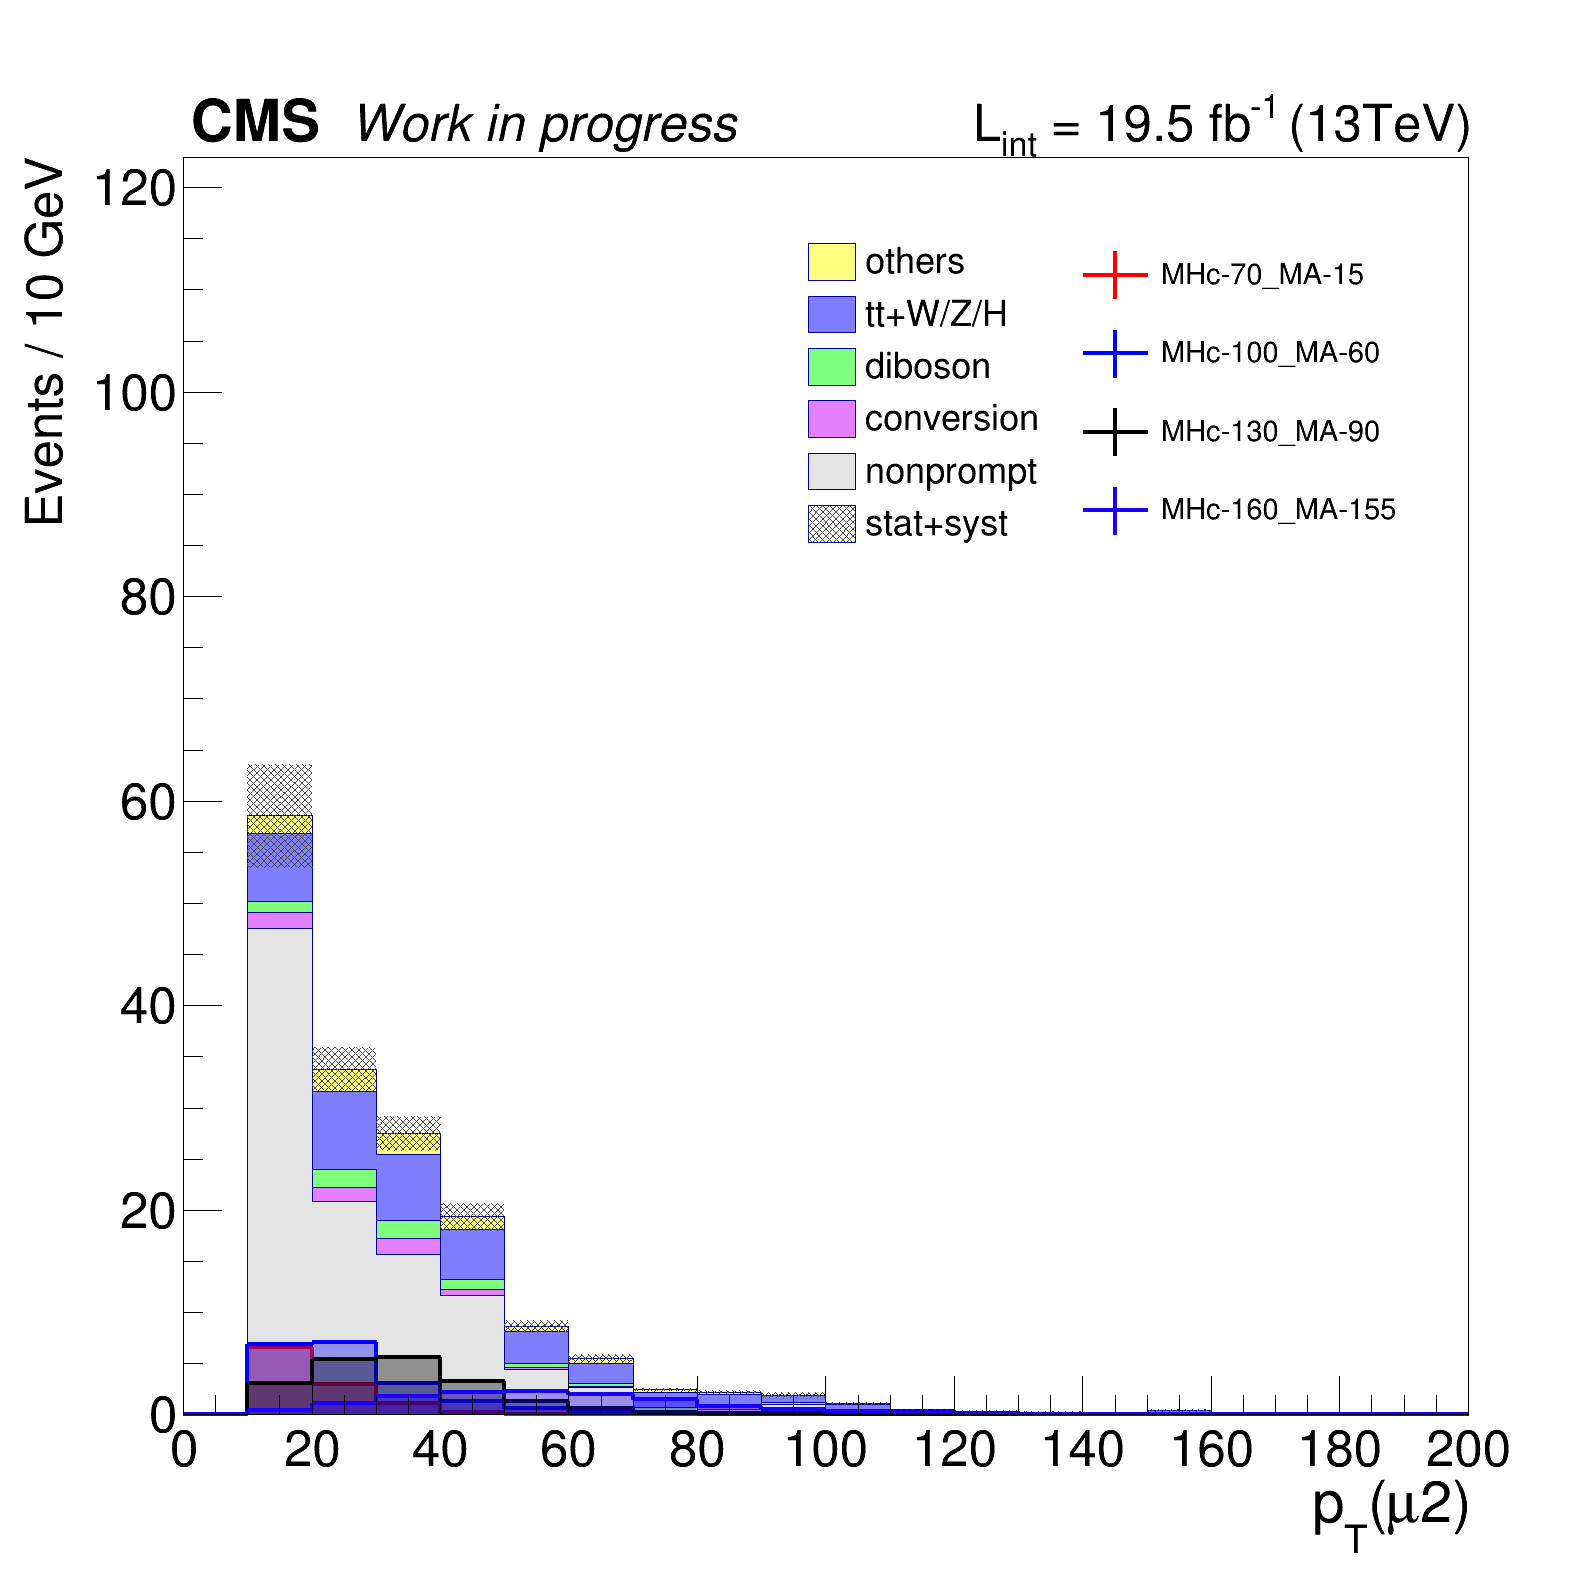 CMS Work in progress L_int = 19.5 fb^-1 (13TeV)
Events / 10 GeV
120
100
80
60
40
20
0
others
tt+W/Z/H
diboson
conversion
nonprompt
stat+syst
MHc-70_MA-15
MHc-100_MA-60
MHc-130_MA-90
MHc-160_MA-155
0 20 40 60 80 100 120 140 160 180 200
p_T(μ2)